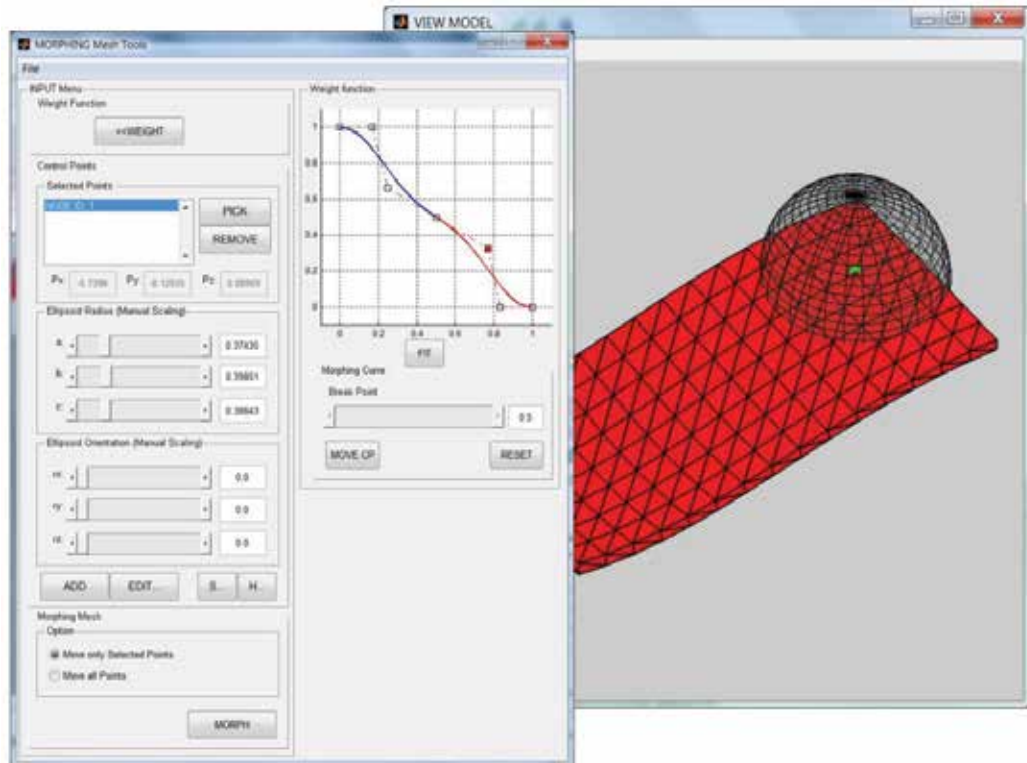 VIEW MODEL
MORPHING Mesh Tools
File
INPUT Menu
Weight Function
<<WEIGHT
Control Points
Selected Points
NODE ID: 1
PICK
REMOVE
Px
Py
Pz
Ellipsoid Radius (Manual Scaling)
a:
0.37435
b:
c:
Ellipsoid Orientation (Manual Scaling)
0.0
0.0
0.0
ADD
EDIT...
S...
H...
Morphing Mesh
Option
Move only Selected Points
Move all Points
MORPH
Weight function
1
0.8
0.6
0.4
0.2
0
0 0.2 0.4 0.6 0.8 1
FIT
Morphing Curve
Break Point
0.5
MOVE CP
RESET